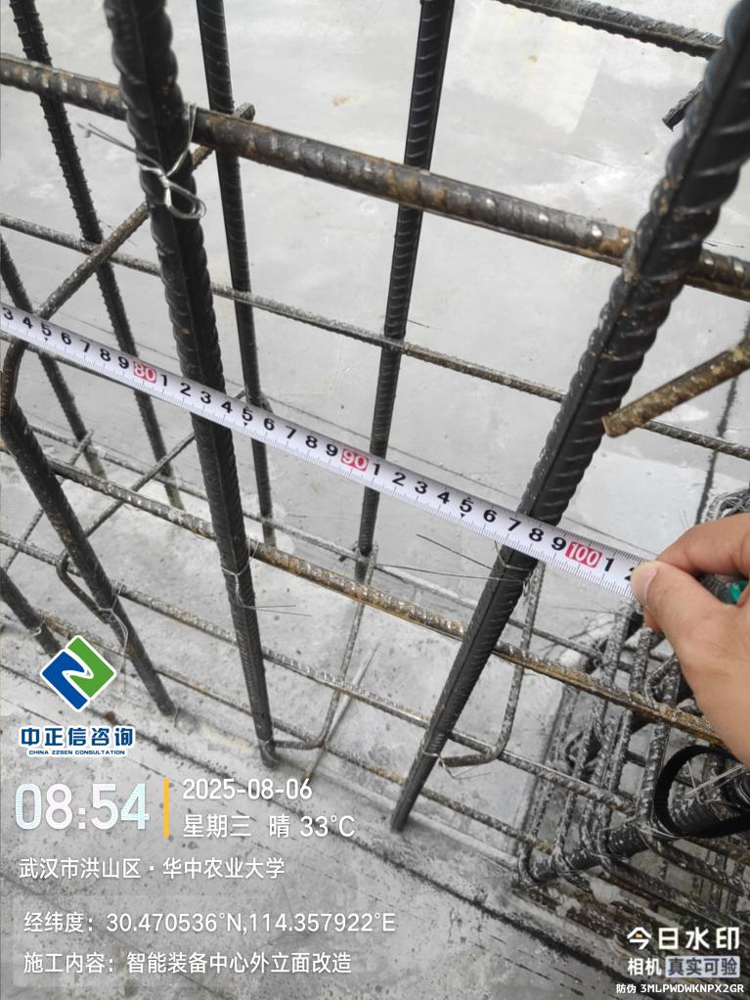 3 4 5 6 7 8 9 80 1 2 3 4 5 6 7 8 9 90 1 2 3 4 5 6 7 8 9 100 1 2
中正信咨询
CHINA ZZSEN CONSULTATION
08:54
2025-08-06
星期三 晴 33℃
武汉市洪山区·华中农业大学
经纬度：30.470536°N,114.357922°E
施工内容：智能装备中心外立面改造
今日水印
相机 真实可验
防伪 3MLPWDWKNPX2GR